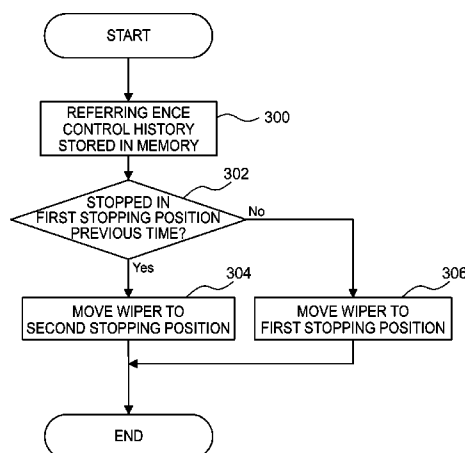 START
REFERRING ENCE
CONTROL HISTORY
STORED IN MEMORY
300
302
STOPPED IN
FIRST STOPPING POSITION
PREVIOUS TIME?
No
Yes
304
MOVE WIPER TO
SECOND STOPPING POSITION
306
MOVE WIPER TO
FIRST STOPPING POSITION
END